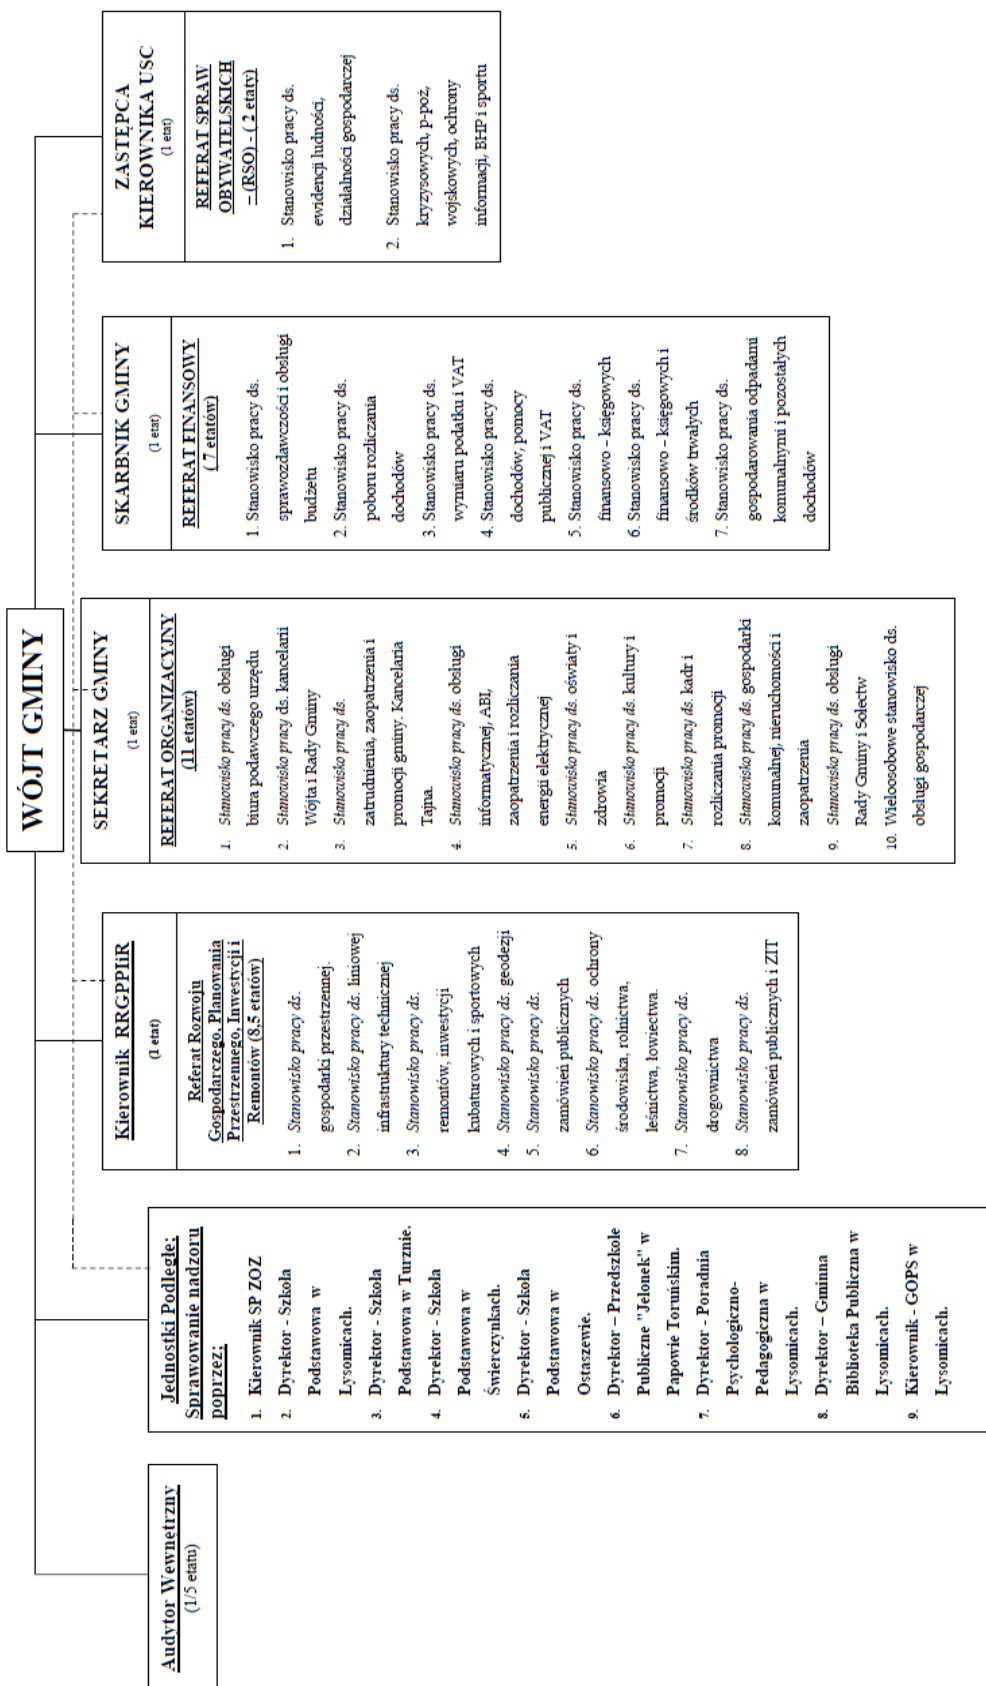 WÓJT GMINY
Audytor Wewnetrzny
(1/5 etatu)
Jednostki Podległe;
Sprawowanie nadzoru
poprzez;
1. Kierownik SP ZOZ
2. Dyrektor - Szkoła
Podstawowa w
Lysomicach.
3. Dyrektor - Szkoła
Podstawowa w Turznie.
4. Dyrektor - Szkoła
Podstawowa w
Świerczynkach.
5. Dyrektor - Szkoła
Podstawowa w
Ostaszewie.
6. Dyrektor – Przedszkole
Publiczne "Jelonek" w
Papowie Toruńskim.
7. Dyrektor - Poradnia
Psychologiczno-
Pedagogiczna w
Lysomicach.
8. Dyrektor – Gminna
Biblioteka Publiczna w
Lysomicach.
9. Kierownik - GOPS w
Lysomicach.
Kierownik RRGPPIiR
(1 etat)
Referat Rozwoju
Gospodarczego, Planowania
Przestrzennego, Inwestycji i
Remontów (8,5 etatów)
1. Stanowisko pracy ds.
gospodarki przestrzennej.
2. Stanowisko pracy ds. liniowej
infrastruktury technicznej
3. Stanowisko pracy ds.
remontów, inwestycji
kubaturowych i sportowych
4. Stanowisko pracy ds. geodezji
5. Stanowisko pracy ds.
zamówień publicznych
6. Stanowisko pracy ds. ochrony
środowiska, rolnictwa,
leśnictwa, łowiectwa.
7. Stanowisko pracy ds.
drogownictwa
8. Stanowisko pracy ds.
zamówień publicznych i ZIT
SEKRETARZ GMINY
(1 etat)
REFERAT ORGANIZACYJNY
(11 etatów)
1. Stanowisko pracy ds. obsługi
biura podawczego urzędu
2. Stanowisko pracy ds. kancelarii
Wójta i Rady Gminy
3. Stanowisko pracy ds.
zatrudnienia, zaopatrzenia i
promocji gminy. Kancelaria
Tajna.
4. Stanowisko pracy ds. obsługi
informatycznej, ABI,
zaopatrzenia i rozliczania
energii elektrycznej
5. Stanowisko pracy ds. oświaty i
zdrowia
6. Stanowisko pracy ds. kultury i
promocji
7. Stanowisko pracy ds. kadr i
rozliczania promocji
8. Stanowisko pracy ds. gospodarki
komunalnej, nieruchomości i
zaopatrzenia
9. Stanowisko pracy ds. obsługi
Rady Gminy i Sołectw
10. Wieloosobowe stanowisko ds.
obsługi gospodarczej
SKARBNIK GMINY
(1 etat)
REFERAT FINANSOWY
( 7 etatów)
1. Stanowisko pracy ds.
sprawozdawczości i obsługi
budżetu
2. Stanowisko pracy ds.
poboru rozliczania
dochodów
3. Stanowisko pracy ds.
wymiaru podatku i VAT
4. Stanowisko pracy ds.
dochodów, pomocy
publicznej i VAT
5. Stanowisko pracy ds.
finansowo – księgowych
6. Stanowisko pracy ds.
finansowo – księgowych i
środków trwałych
7. Stanowisko pracy ds.
gospodarowania odpadami
komunalnymi i pozostałych
dochodów
ZASTĘPCA
KIEROWNIKA USC
(1 etat)
REFERAT SPRAW
OBYWATELSKICH
–(RSO) - ( 2 etaty)
1. Stanowisko pracy ds.
ewidencji ludności,
działalności gospodarczej
2. Stanowisko pracy ds.
kryzysowych, p-poż,
wojskowych, ochrony
informacji, BHP i sportu